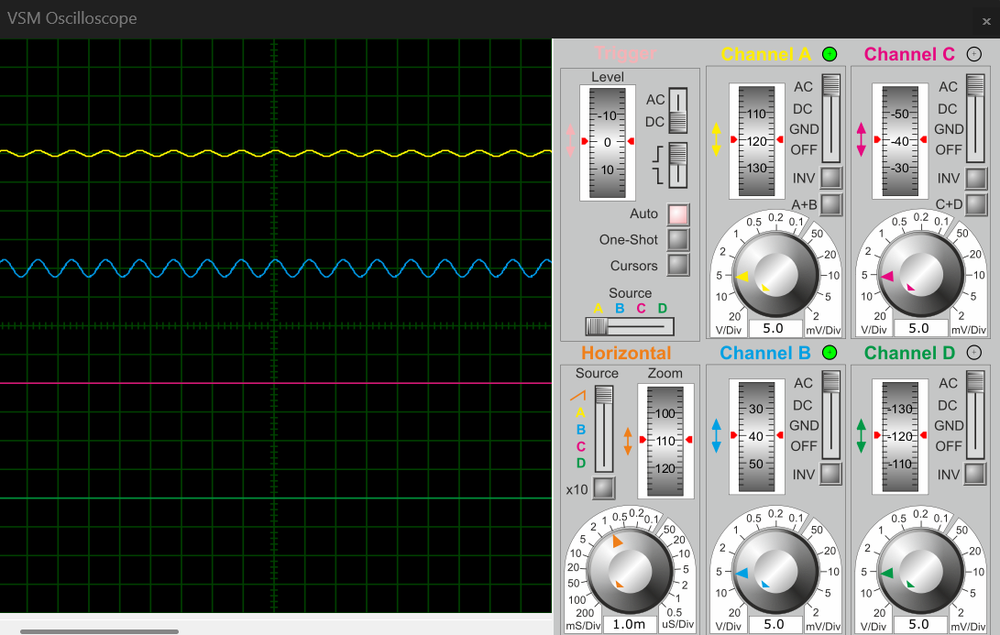 VSM Oscilloscope
Trigger
Level
-10
0
10
AC
DC
Auto
One-Shot
Cursors
Source
A B C D
Channel A
110
120
130
AC
DC
GND
OFF
INV
A+B
20 10 5 2 1 0.5 0.2 0.1 50 20 10 5 2
V/Div 5.0 mV/Div
Channel C
-50
-40
-30
AC
DC
GND
OFF
INV
C+D
20 10 5 2 1 0.5 0.2 0.1 50 20 10 5 2
V/Div 5.0 mV/Div
Horizontal
Source
A
B
C
D
x10
Zoom
100
110
120
200 100 50 20 10 5 2 1 0.5 0.2 0.1 50 20 10 5 2 1 0.5
mS/Div 1.0m uS/Div
Channel B
30
40
50
AC
DC
GND
OFF
INV
20 10 5 2 1 0.5 0.2 0.1 50 20 10 5 2
V/Div 5.0 mV/Div
Channel D
-130
-120
-110
AC
DC
GND
OFF
INV
20 10 5 2 1 0.5 0.2 0.1 50 20 10 5 2
V/Div 5.0 mV/Div